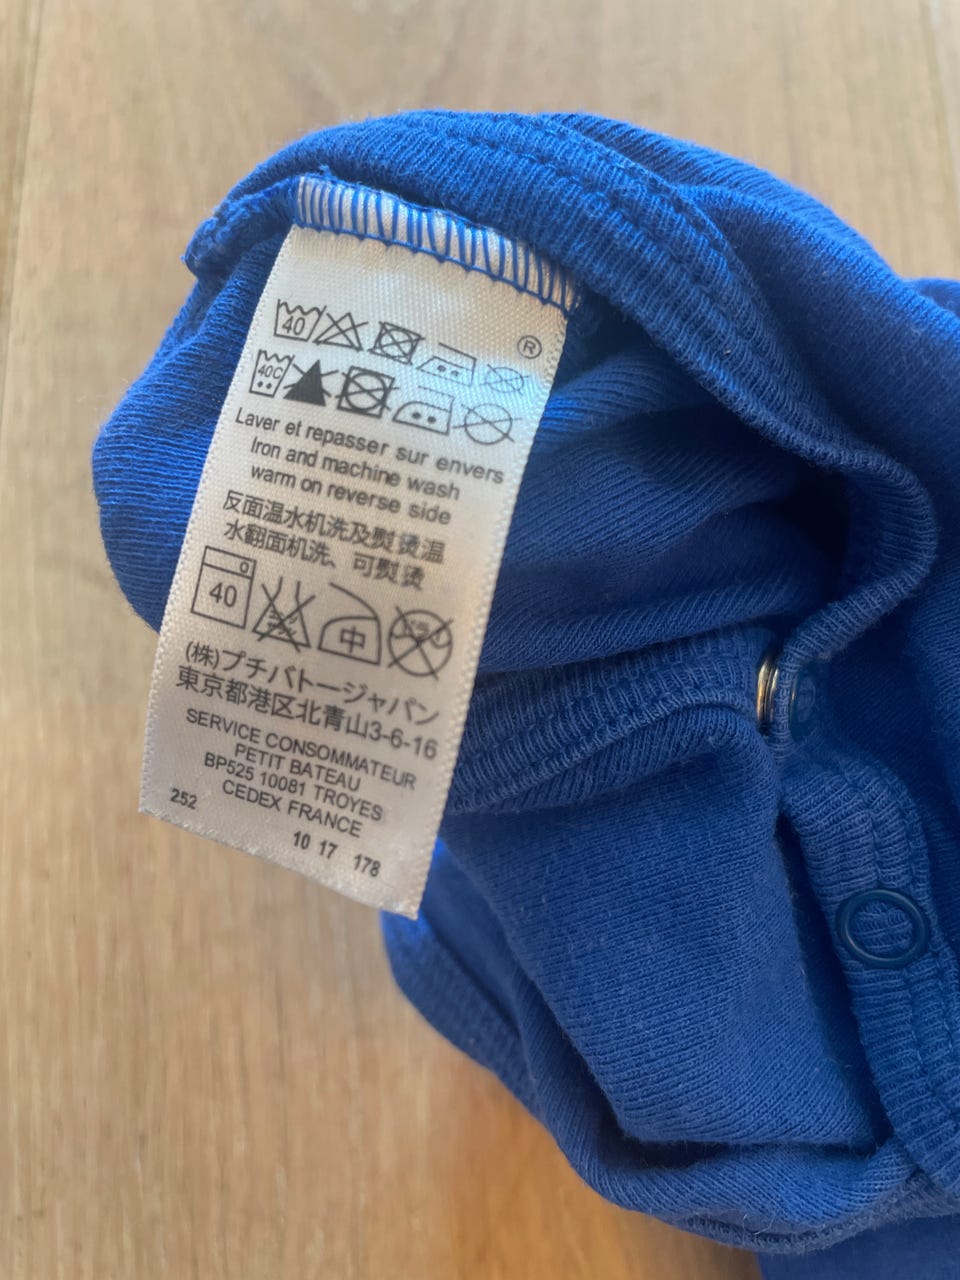 40
®
40C
Laver et repasser sur envers
Iron and machine wash
warm on reverse side
反面温水机洗及熨烫温
水翻面机洗、可熨烫
40
中
(株)プチバトージャパン
東京都港区北青山3-6-16
SERVICE CONSOMMATEUR
PETIT BATEAU
BP525 10081 TROYES
CEDEX FRANCE
252
10 17 178